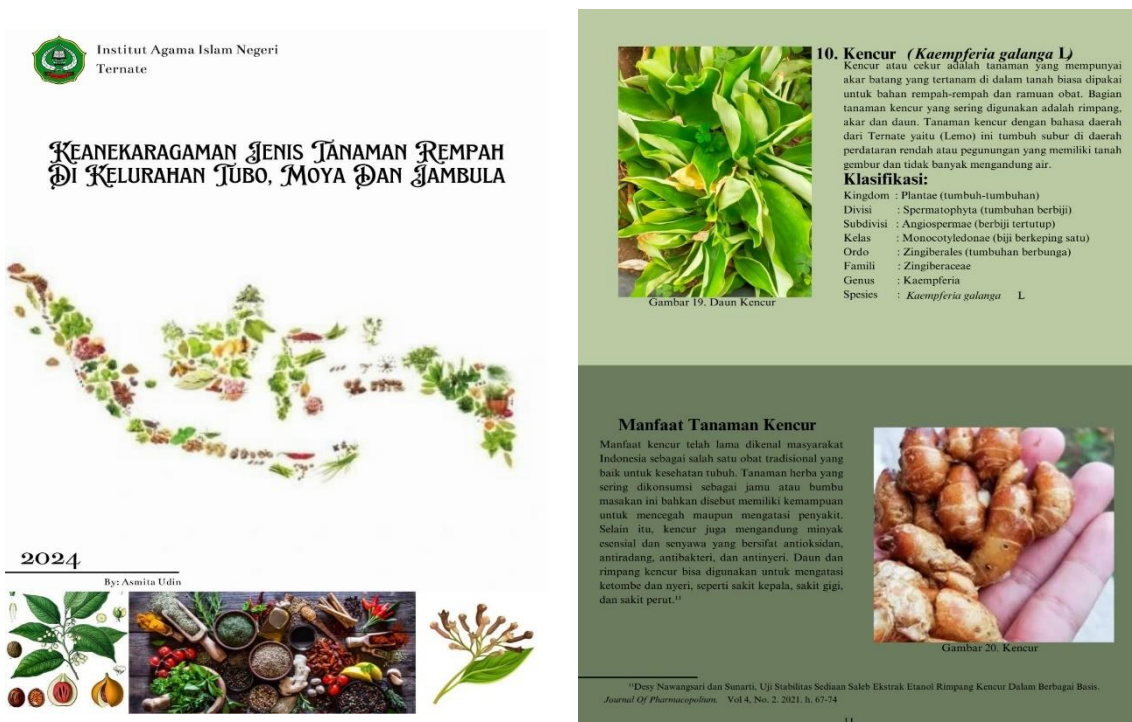 Institut Agama Islam Negeri
Ternate
KEANEKARAGAMAN JENIS TANAMAN REMPAH
DI KELURAHAN TUBO, MOYA DAN JAMBULA
2024
By: Asmita Udin
10. Kencur (Kaempferia galanga L)
Kencur atau cekur adalah tanaman yang mempunyai
akar batang yang tertanam di dalam tanah biasa dipakai
untuk bahan rempah-rempah dan ramuan obat. Bagian
tanaman kencur yang sering digunakan adalah rimpang,
akar dan daun. Tanaman kencur dengan bahasa daerah
dari Ternate yaitu (Lemo) ini tumbuh subur di daerah
perdataran rendah atau pegunungan yang memiliki tanah
gembur dan tidak banyak mengandung air.
Klasifikasi:
Kingdom : Plantae (tumbuh-tumbuhan)
Divisi : Spermatophyta (tumbuhan berbiji)
Subdivisi : Angiospermae (berbiji tertutup)
Kelas : Monocotyledonae (biji berkeping satu)
Ordo : Zingiberales (tumbuhan berbunga)
Famili : Zingiberaceae
Genus : Kaempferia
Spesies : Kaempferia galanga L
Gambar 19. Daun Kencur
Manfaat Tanaman Kencur
Manfaat kencur telah lama dikenal masyarakat
Indonesia sebagai salah satu obat tradisional yang
baik untuk kesehatan tubuh. Tanaman herba yang
sering dikonsumsi sebagai jamu atau bumbu
masakan ini bahkan disebut memiliki kemampuan
untuk mencegah maupun mengatasi penyakit.
Selain itu, kencur juga mengandung minyak
esensial dan senyawa yang bersifat antioksidan,
antiradang, antibakteri, dan antinyeri. Daun dan
rimpang kencur bisa digunakan untuk mengatasi
ketombe dan nyeri, seperti sakit kepala, sakit gigi,
dan sakit perut.¹¹
Gambar 20. Kencur
¹¹Desy Nawangsari dan Sunarti, Uji Stabilitas Sediaan Saleb Ekstrak Etanol Rimpang Kencur Dalam Berbagai Basis.
Journal Of Pharmacopolium. Vol 4, No. 2. 2021. h. 67-74